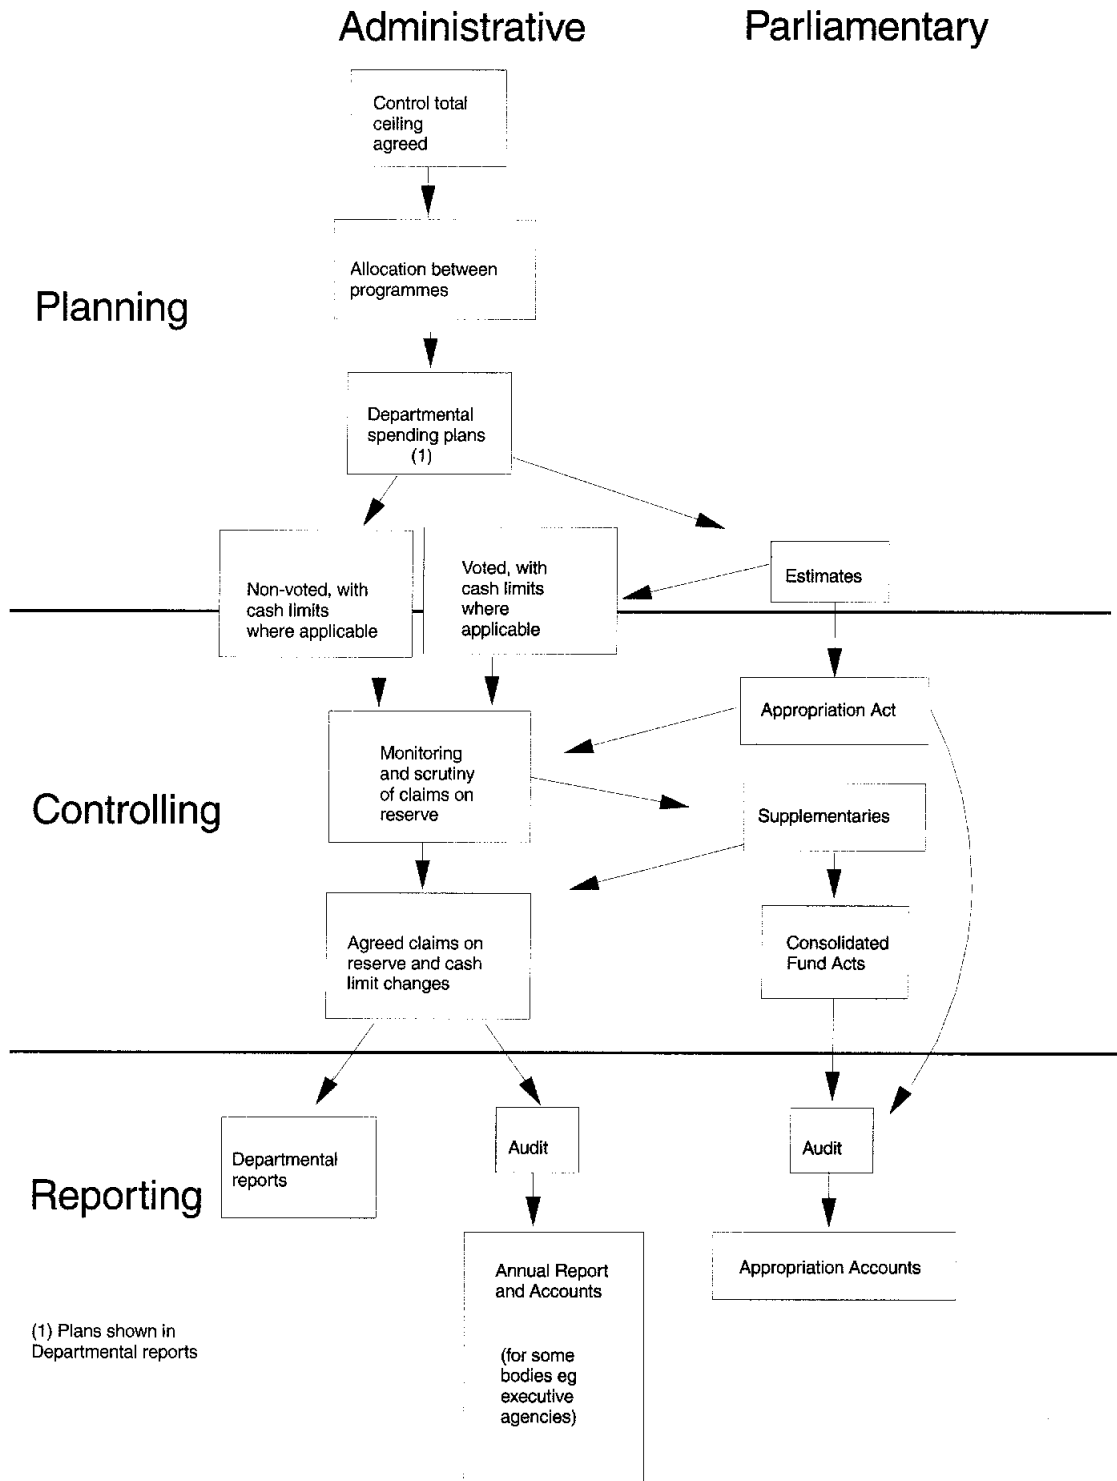 Administrative
Parliamentary
Control total
ceiling
agreed
Allocation between
programmes
Planning
Departmental
spending plans
(1)
Non-voted, with
cash limits
where applicable
Voted, with
cash limits
where
applicable
Estimates
Appropriation Act
Monitoring
and scrutiny
of claims on
reserve
Controlling
Supplementaries
Agreed claims on
reserve and cash
limit changes
Consolidated
Fund Acts
Departmental
reports
Audit
Audit
Reporting
Annual Report
and Accounts
(for some
bodies eg
executive
agencies)
Appropriation Accounts
(1) Plans shown in
Departmental reports